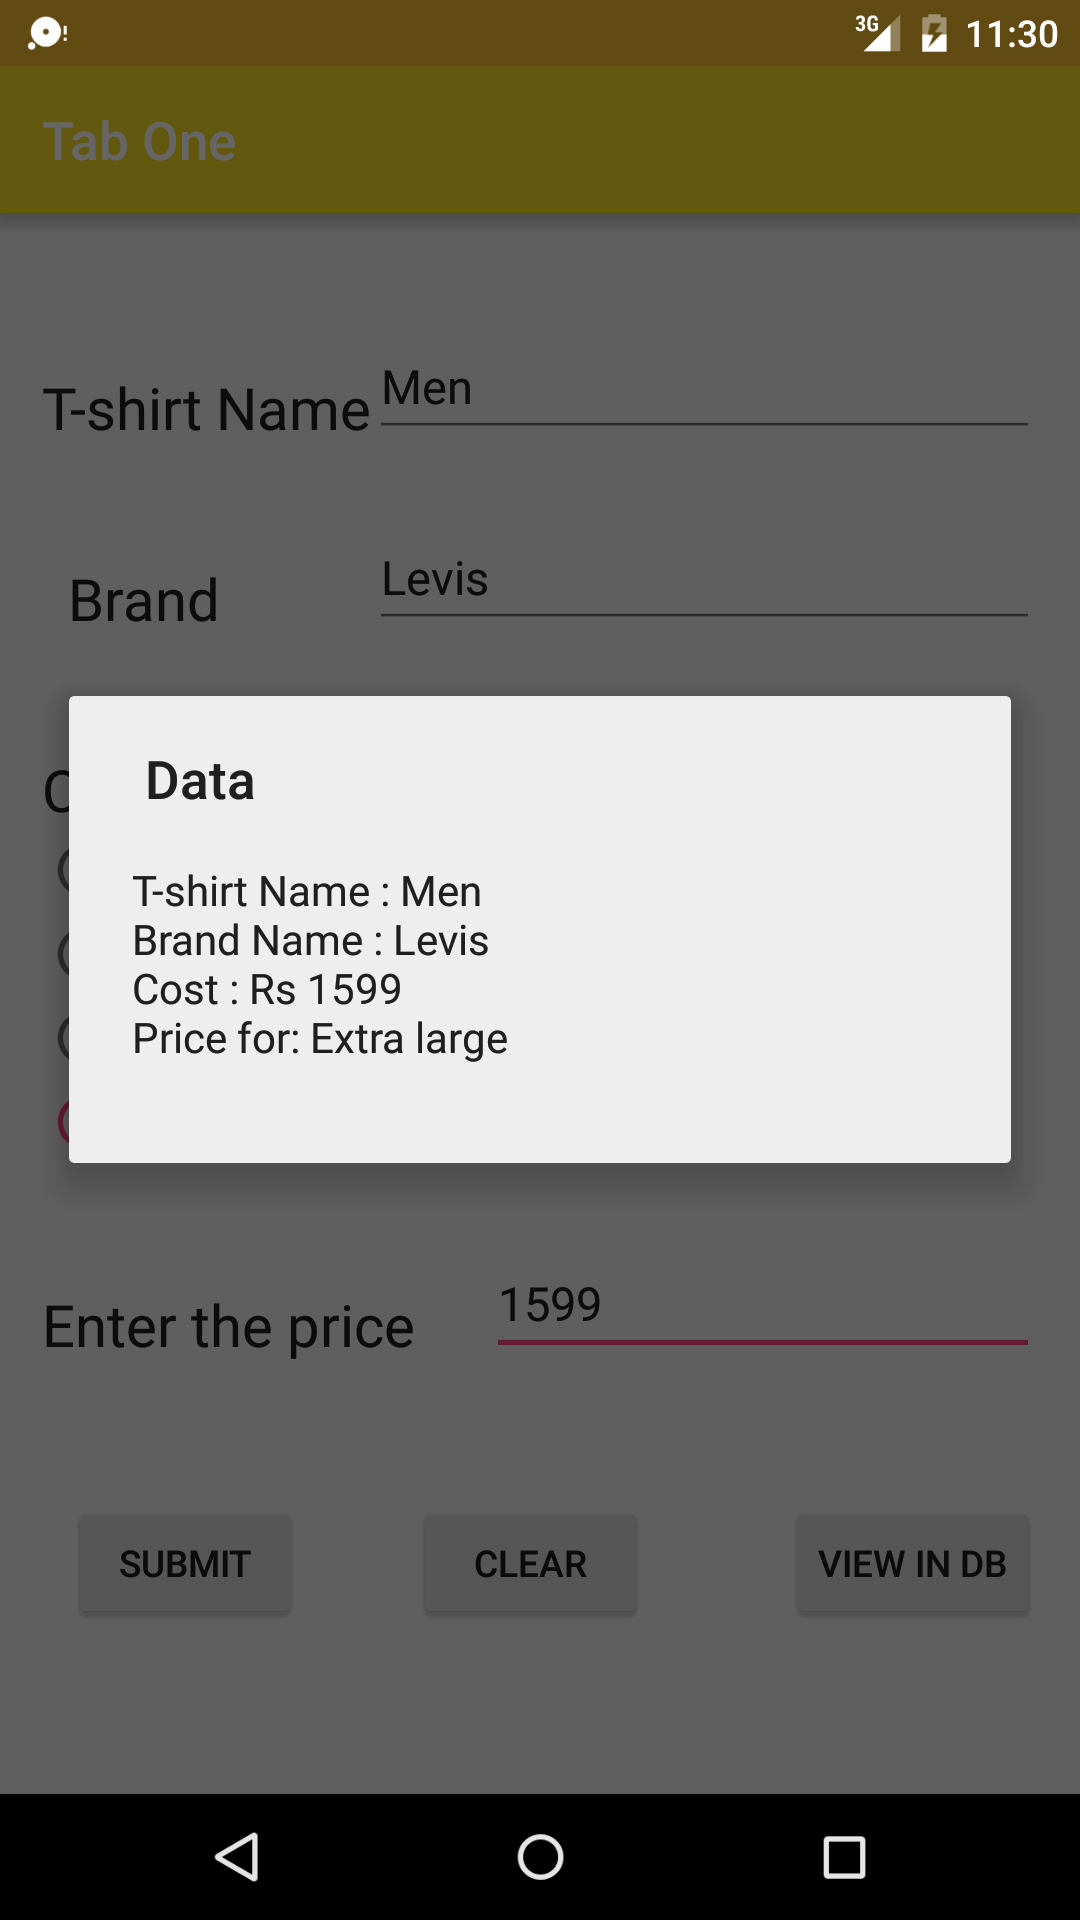 3G 11:30
Tab One
T-shirt Name Men
Brand Levis
Data
T-shirt Name : Men
Brand Name : Levis
Cost : Rs 1599
Price for: Extra large
Enter the price 1599
SUBMIT CLEAR VIEW IN DB